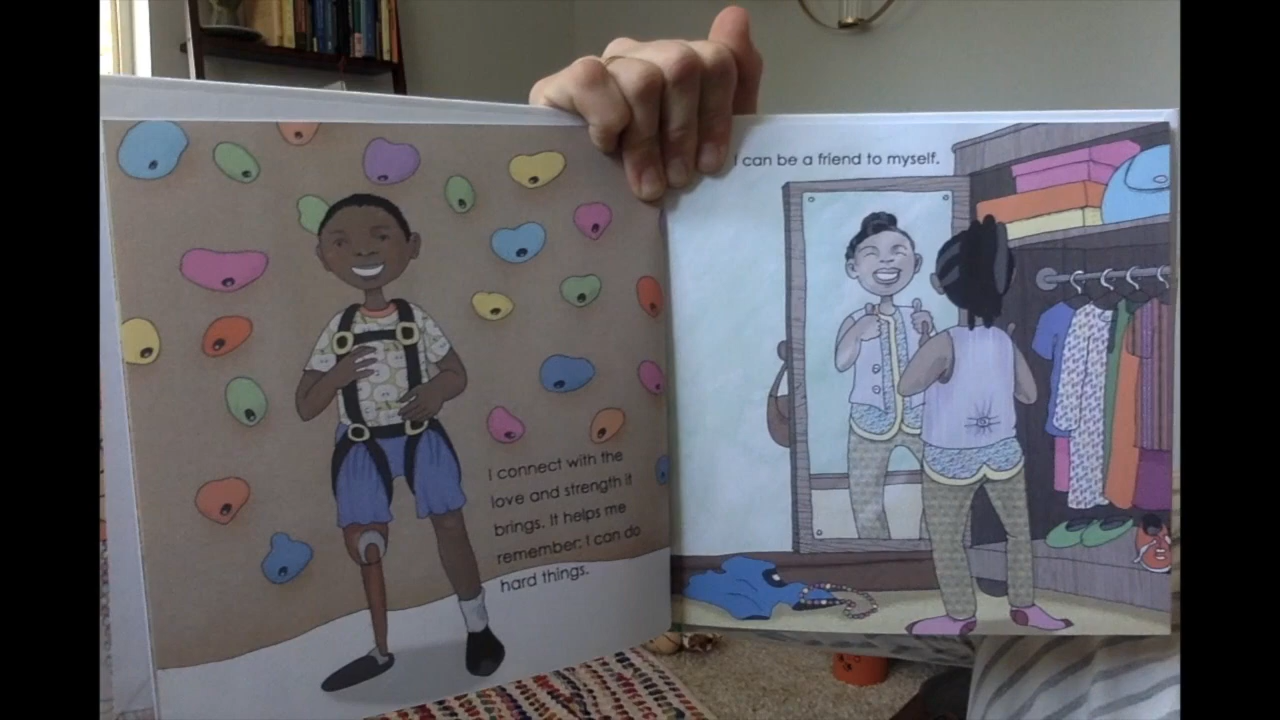 I connect with the
love and strength it
brings. It helps me
remember: I can do
hard things.
I can be a friend to myself.